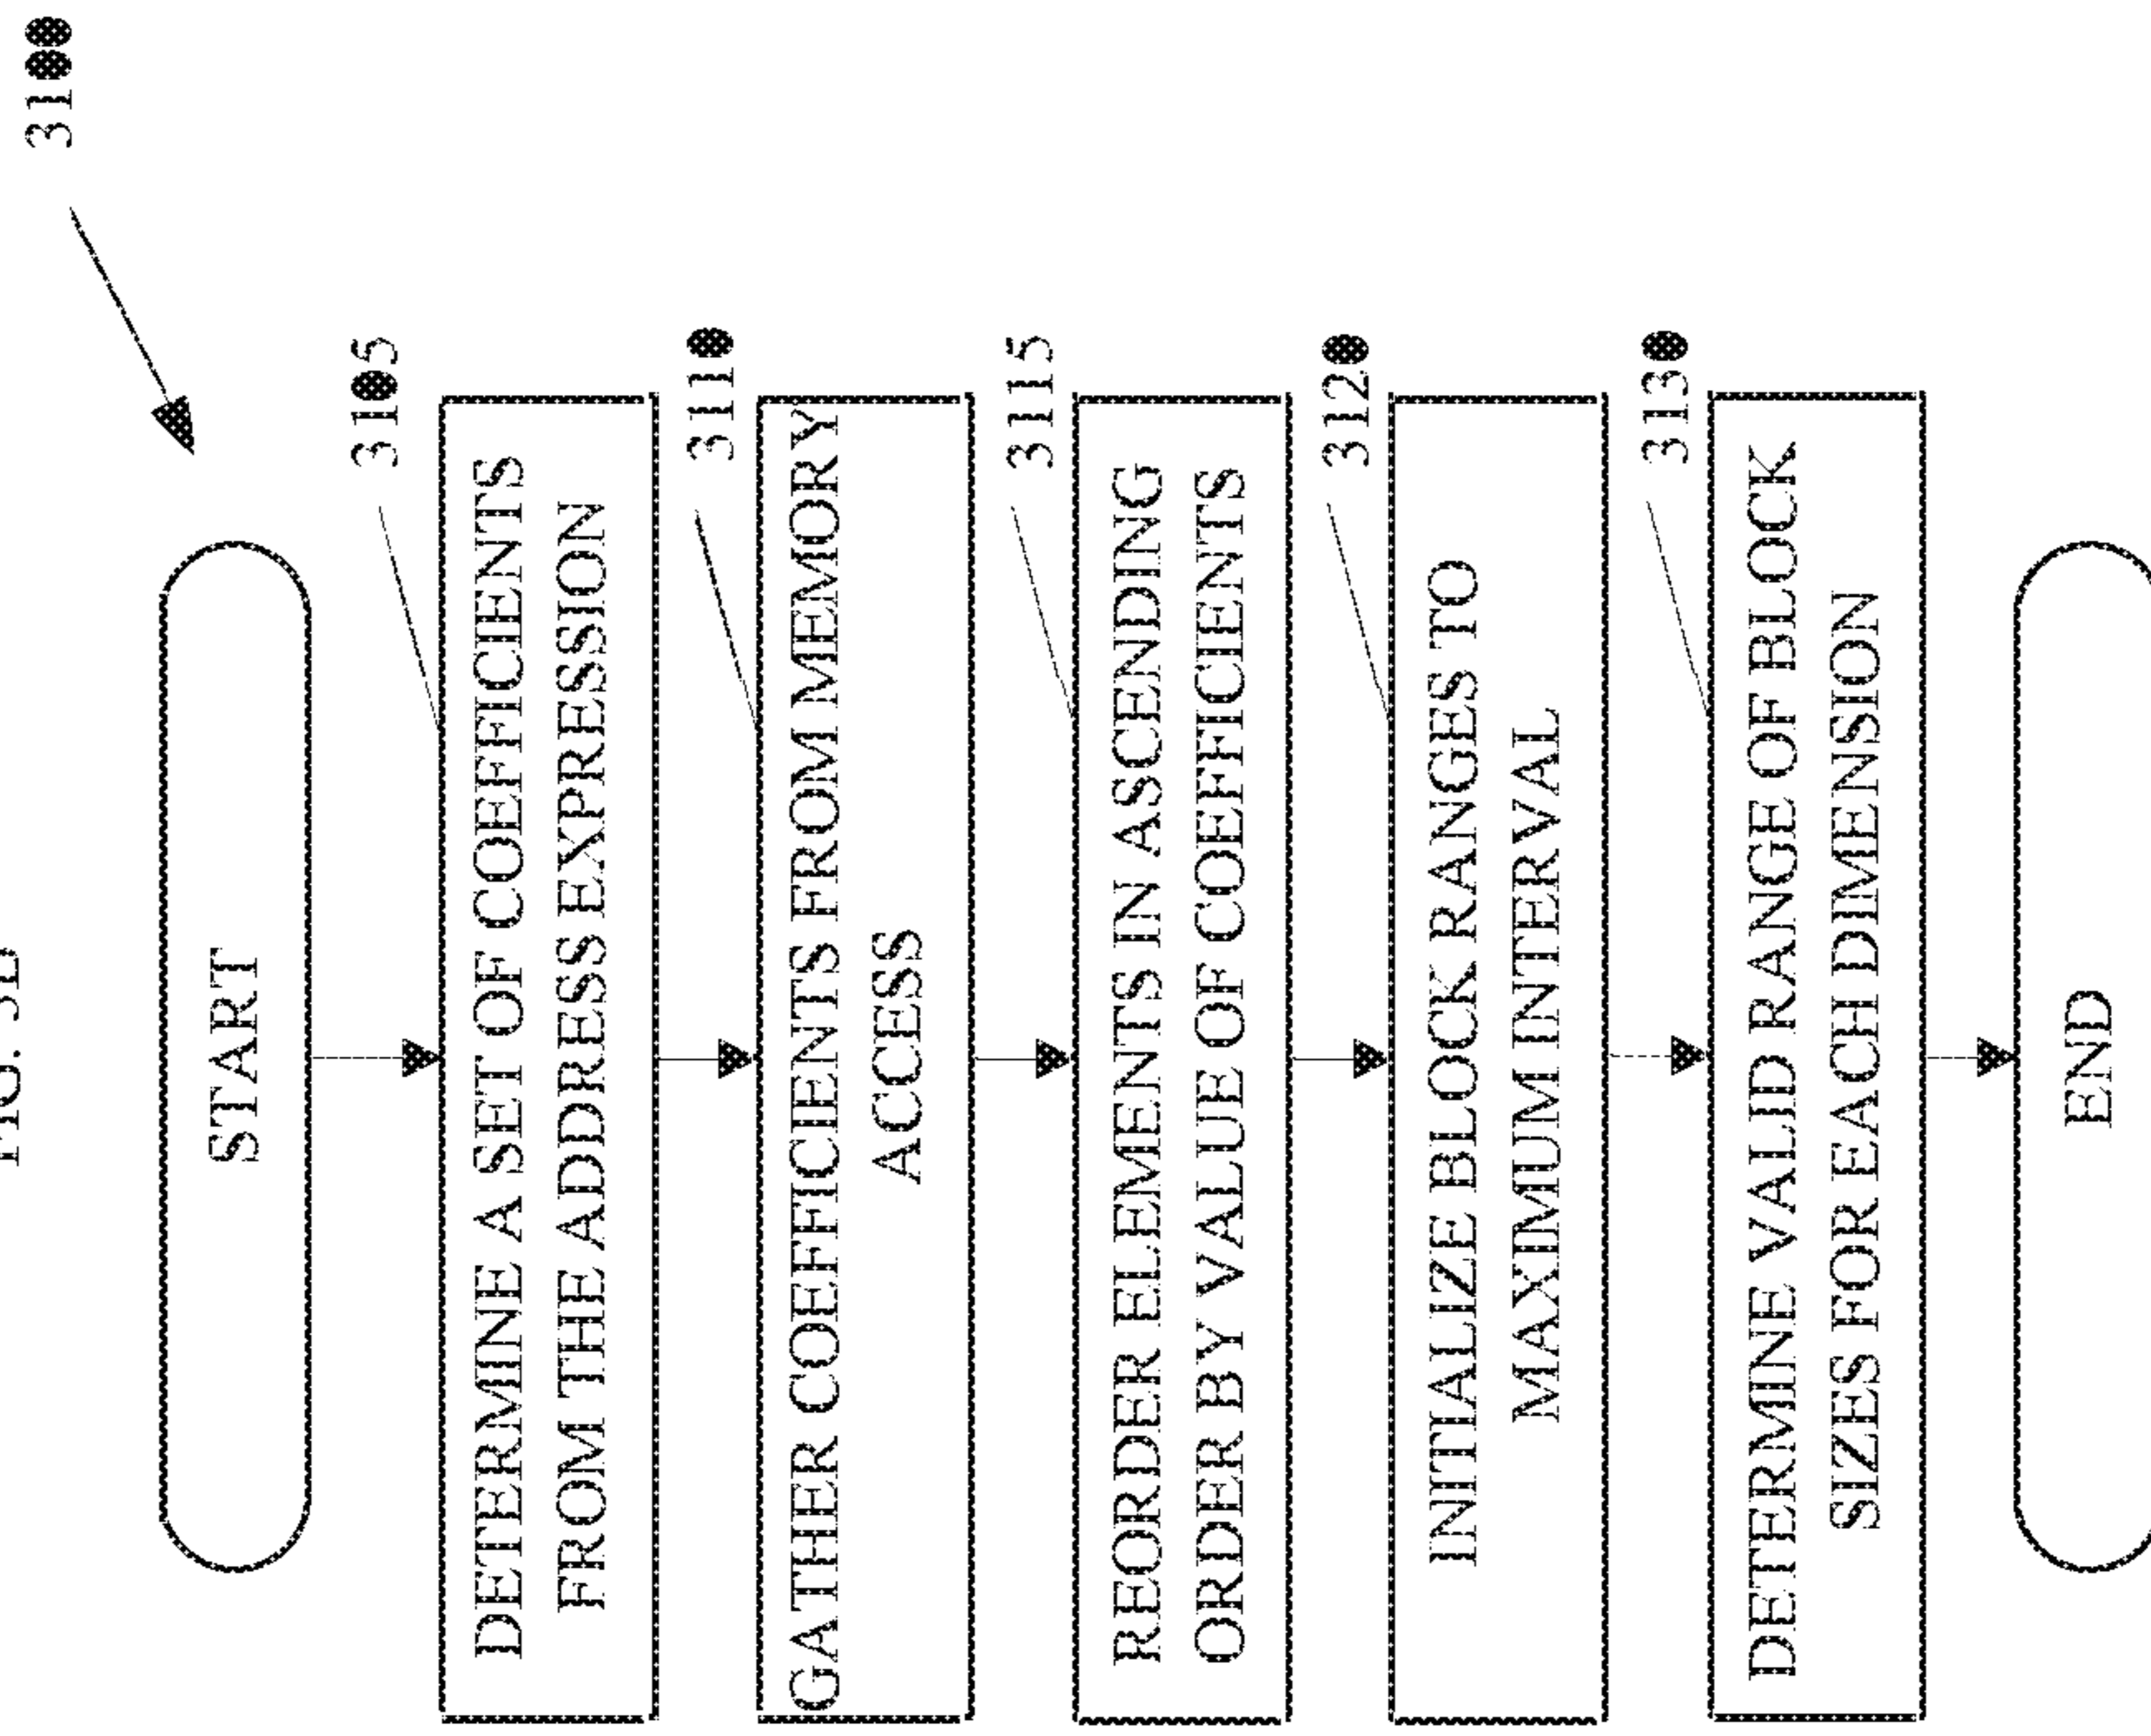 3100
START
3105
DETERMINE A SET OF COEFFICIENTS
FROM THE ADDRESS EXPRESSION
3110
GATHER COEFFICIENTS FROM MEMORY
ACCESS
3115
REORDER ELEMENTS IN ASCENDING
ORDER BY VALUE OF COEFFICIENTS
3120
INITIALIZE BLOCK RANGES TO
MAXIMUM INTERVAL
3130
DETERMINE VALID RANGE OF BLOCK
SIZES FOR EACH DIMENSION
END